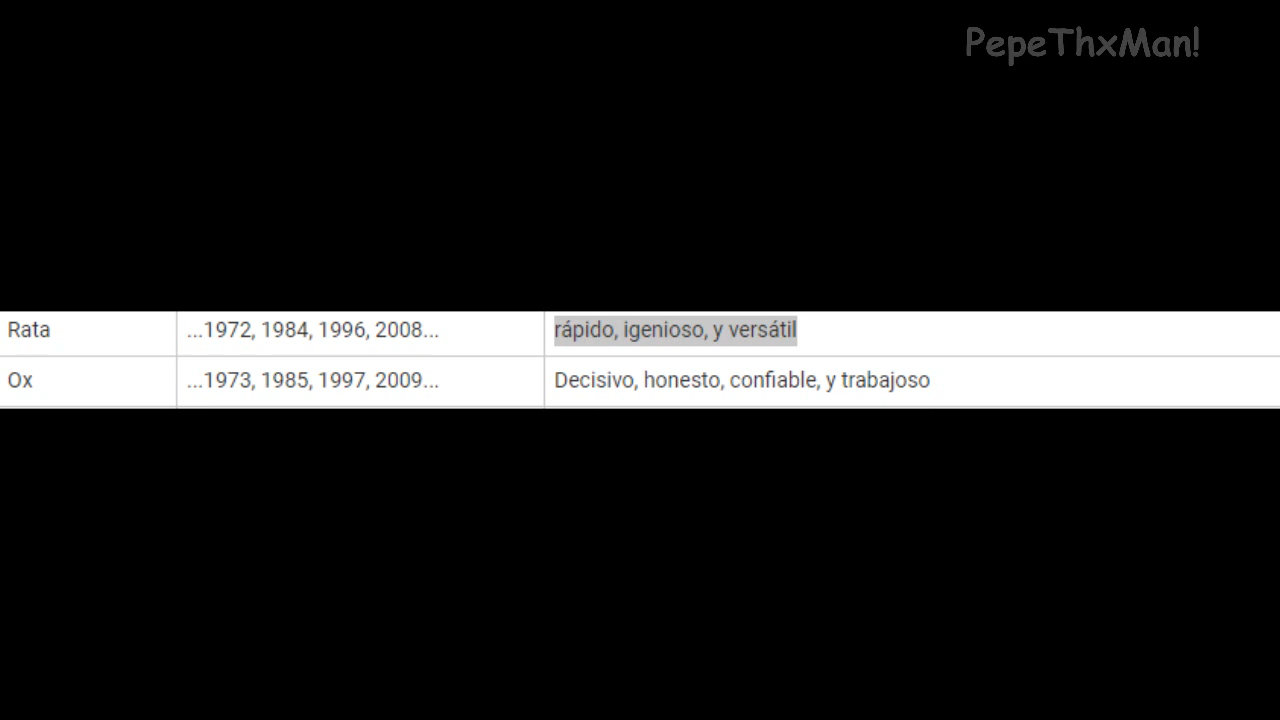 PepeThxMan!
Rata ...1972, 1984, 1996, 2008... rápido, igenioso, y versátil
Ox ...1973, 1985, 1997, 2009... Decisivo, honesto, confiable, y trabajoso